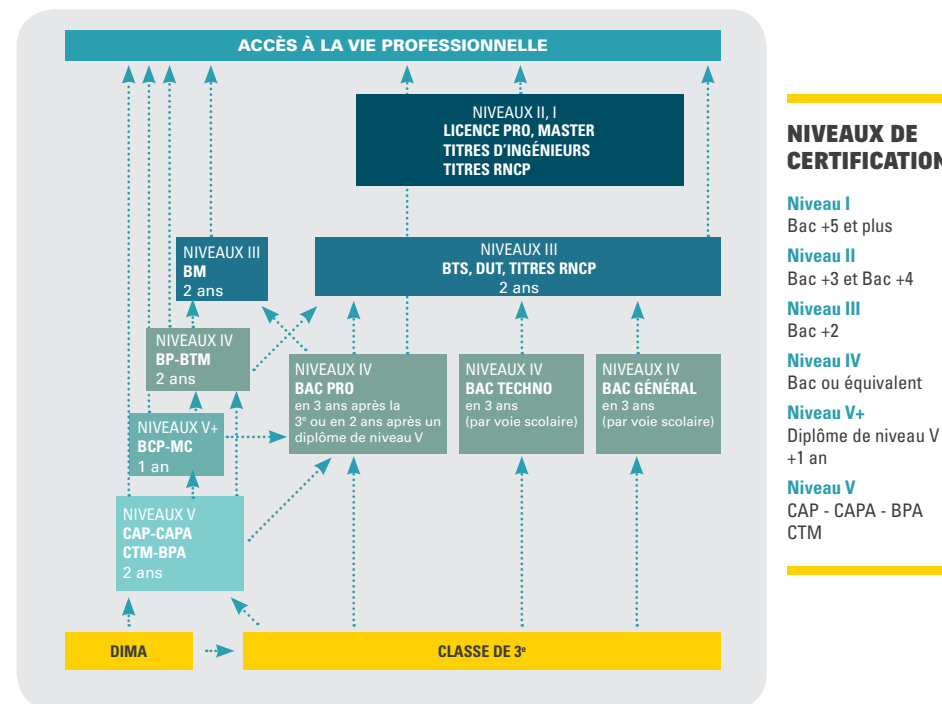 ACCÈS À LA VIE PROFESSIONNELLE
NIVEAUX II, I
LICENCE PRO, MASTER
TITRES D'INGÉNIEURS
TITRES RNCP
NIVEAUX III
BM
2 ans
NIVEAUX III
BTS, DUT, TITRES RNCP
2 ans
NIVEAUX IV
BP-BTM
2 ans
NIVEAUX IV
BAC PRO
en 3 ans après la
3e ou en 2 ans après un
diplôme de niveau V
NIVEAUX IV
BAC TECHNO
en 3 ans
(par voie scolaire)
NIVEAUX IV
BAC GÉNÉRAL
en 3 ans
(par voie scolaire)
NIVEAUX V+
BCP-MC
1 an
NIVEAUX V
CAP-CAPA
CTM-BPA
2 ans
DIMA
CLASSE DE 3e
NIVEAUX DE
CERTIFICATION
Niveau I
Bac +5 et plus
Niveau II
Bac +3 et Bac +4
Niveau III
Bac +2
Niveau IV
Bac ou équivalent
Niveau V+
Diplôme de niveau V
+1 an
Niveau V
CAP - CAPA - BPA
CTM